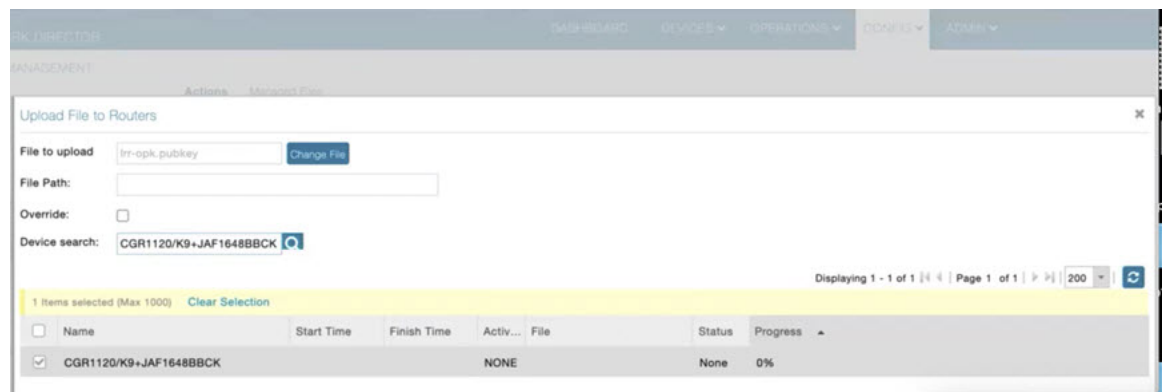 RK DIRECTOR
DASHBOARD DEVICES OPERATIONS CONFIG ADMIN
MANAGEMENT
Actions Managed Files
Upload File to Routers
File to upload lrr-opk.pubkey Change File
File Path:
Override:
Device search: CGR1120/K9+JAF1648BBCK
Displaying 1 - 1 of 1 Page 1 of 1 200
1 Items selected (Max 1000) Clear Selection
Name Start Time Finish Time Activ... File Status Progress
CGR1120/K9+JAF1648BBCK NONE None 0%